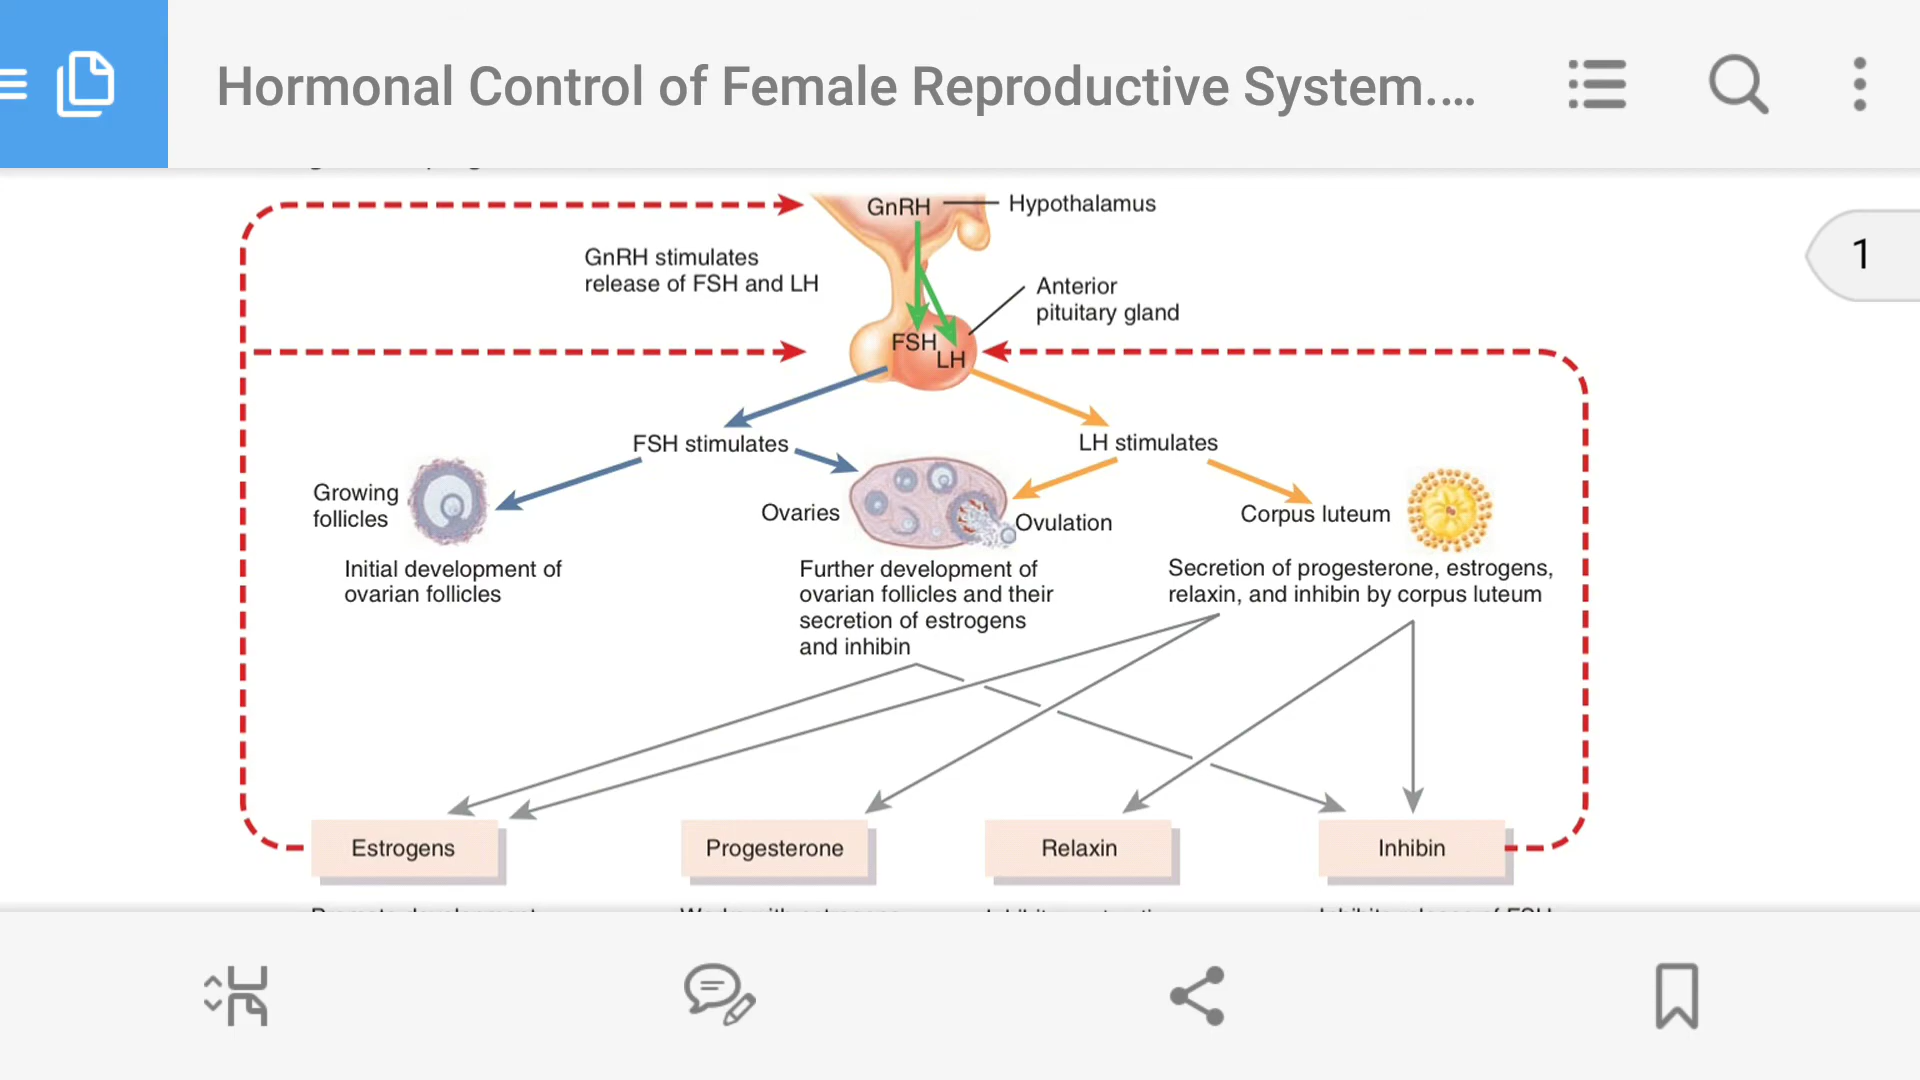 Hormonal Control of Female Reproductive System....
1
GnRH
Hypothalamus
GnRH stimulates
release of FSH and LH
Anterior
pituitary gland
FSH
LH
FSH stimulates
LH stimulates
Growing
follicles
Ovaries
Ovulation
Corpus luteum
Initial development of
ovarian follicles
Further development of
ovarian follicles and their
secretion of estrogens
and inhibin
Secretion of progesterone, estrogens,
relaxin, and inhibin by corpus luteum
Estrogens
Progesterone
Relaxin
Inhibin